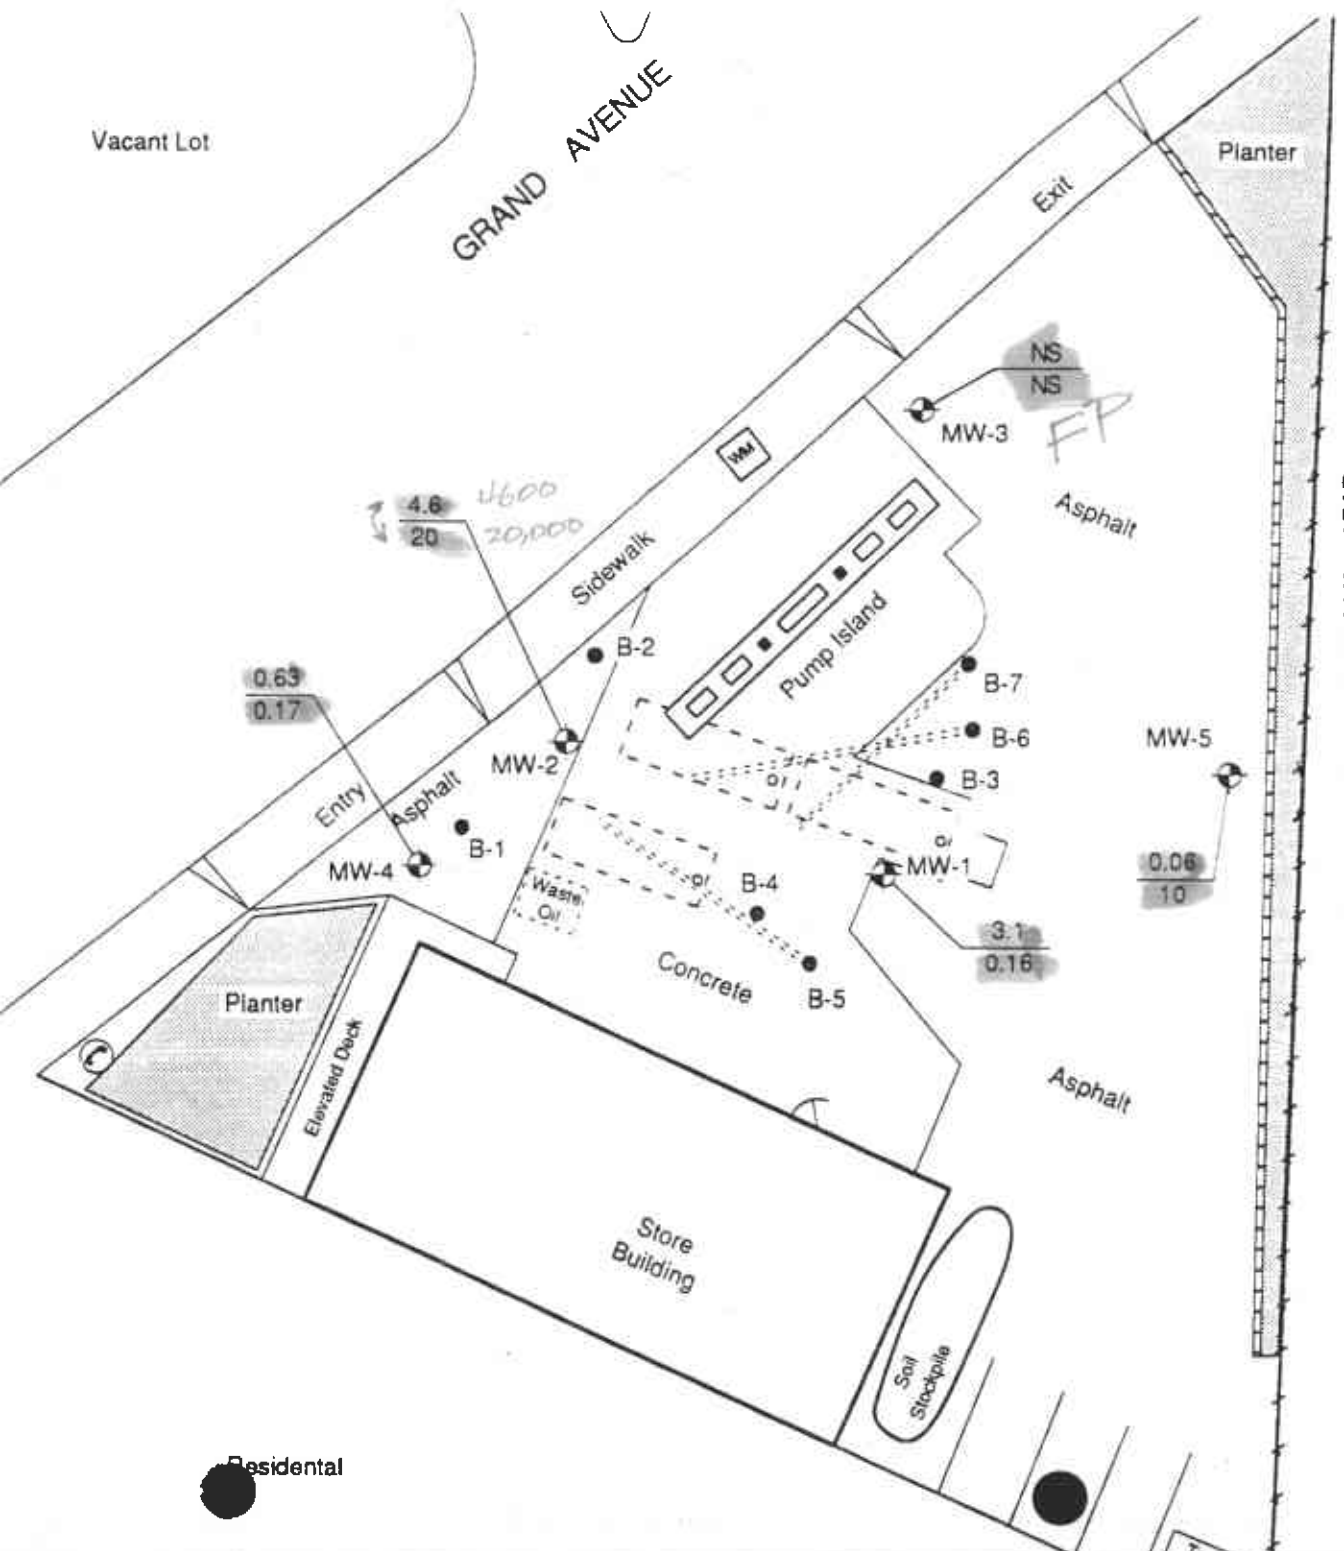 Vacant Lot
GRAND AVENUE
Planter
Exit
NS
NS
MW-3
FP
Asphalt
WM
4.6 4600
20 20,000
Sidewalk
Pump Island
B-2
0.63
0.17
B-7
B-6
MW-5
MW-2
B-3
Entry
Asphalt
B-1
MW-4
MW-1
B-4
Waste
Oil
0.06
10
3.1
0.16
Concrete
B-5
Planter
Elevated Deck
Asphalt
Store
Building
Soil
Stockpile
Residental